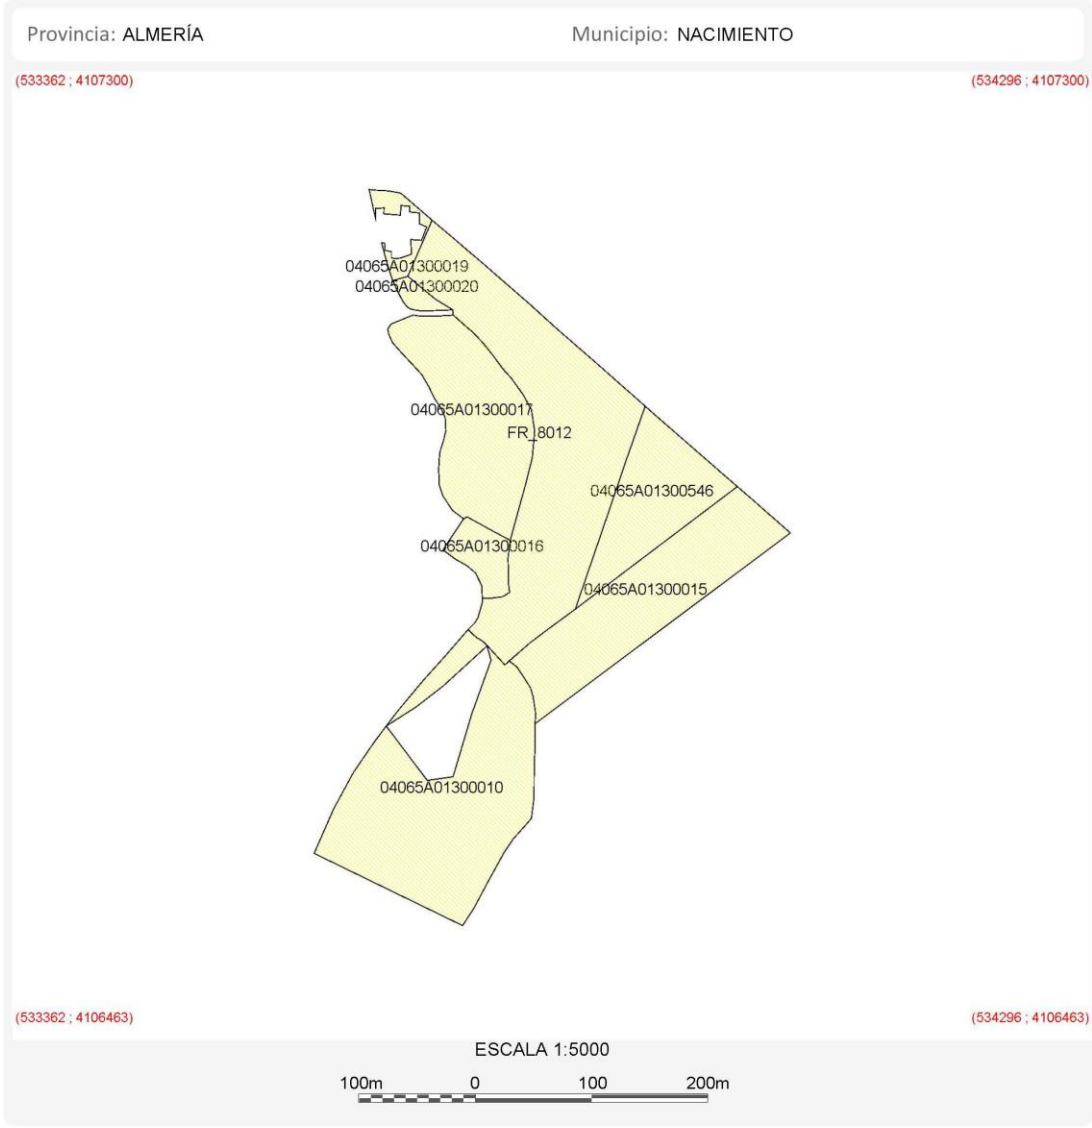 Provincia: ALMERÍA Municipio: NACIMIENTO
(533362 ; 4107300) (534296 ; 4107300)
04065A01300019
04065A01300020
04065A01300017
FR_8012
04065A01300546
04065A01300016
04065A01300015
04065A01300010
(533362 ; 4106463) (534296 ; 4106463)
ESCALA 1:5000
100m 0 100 200m